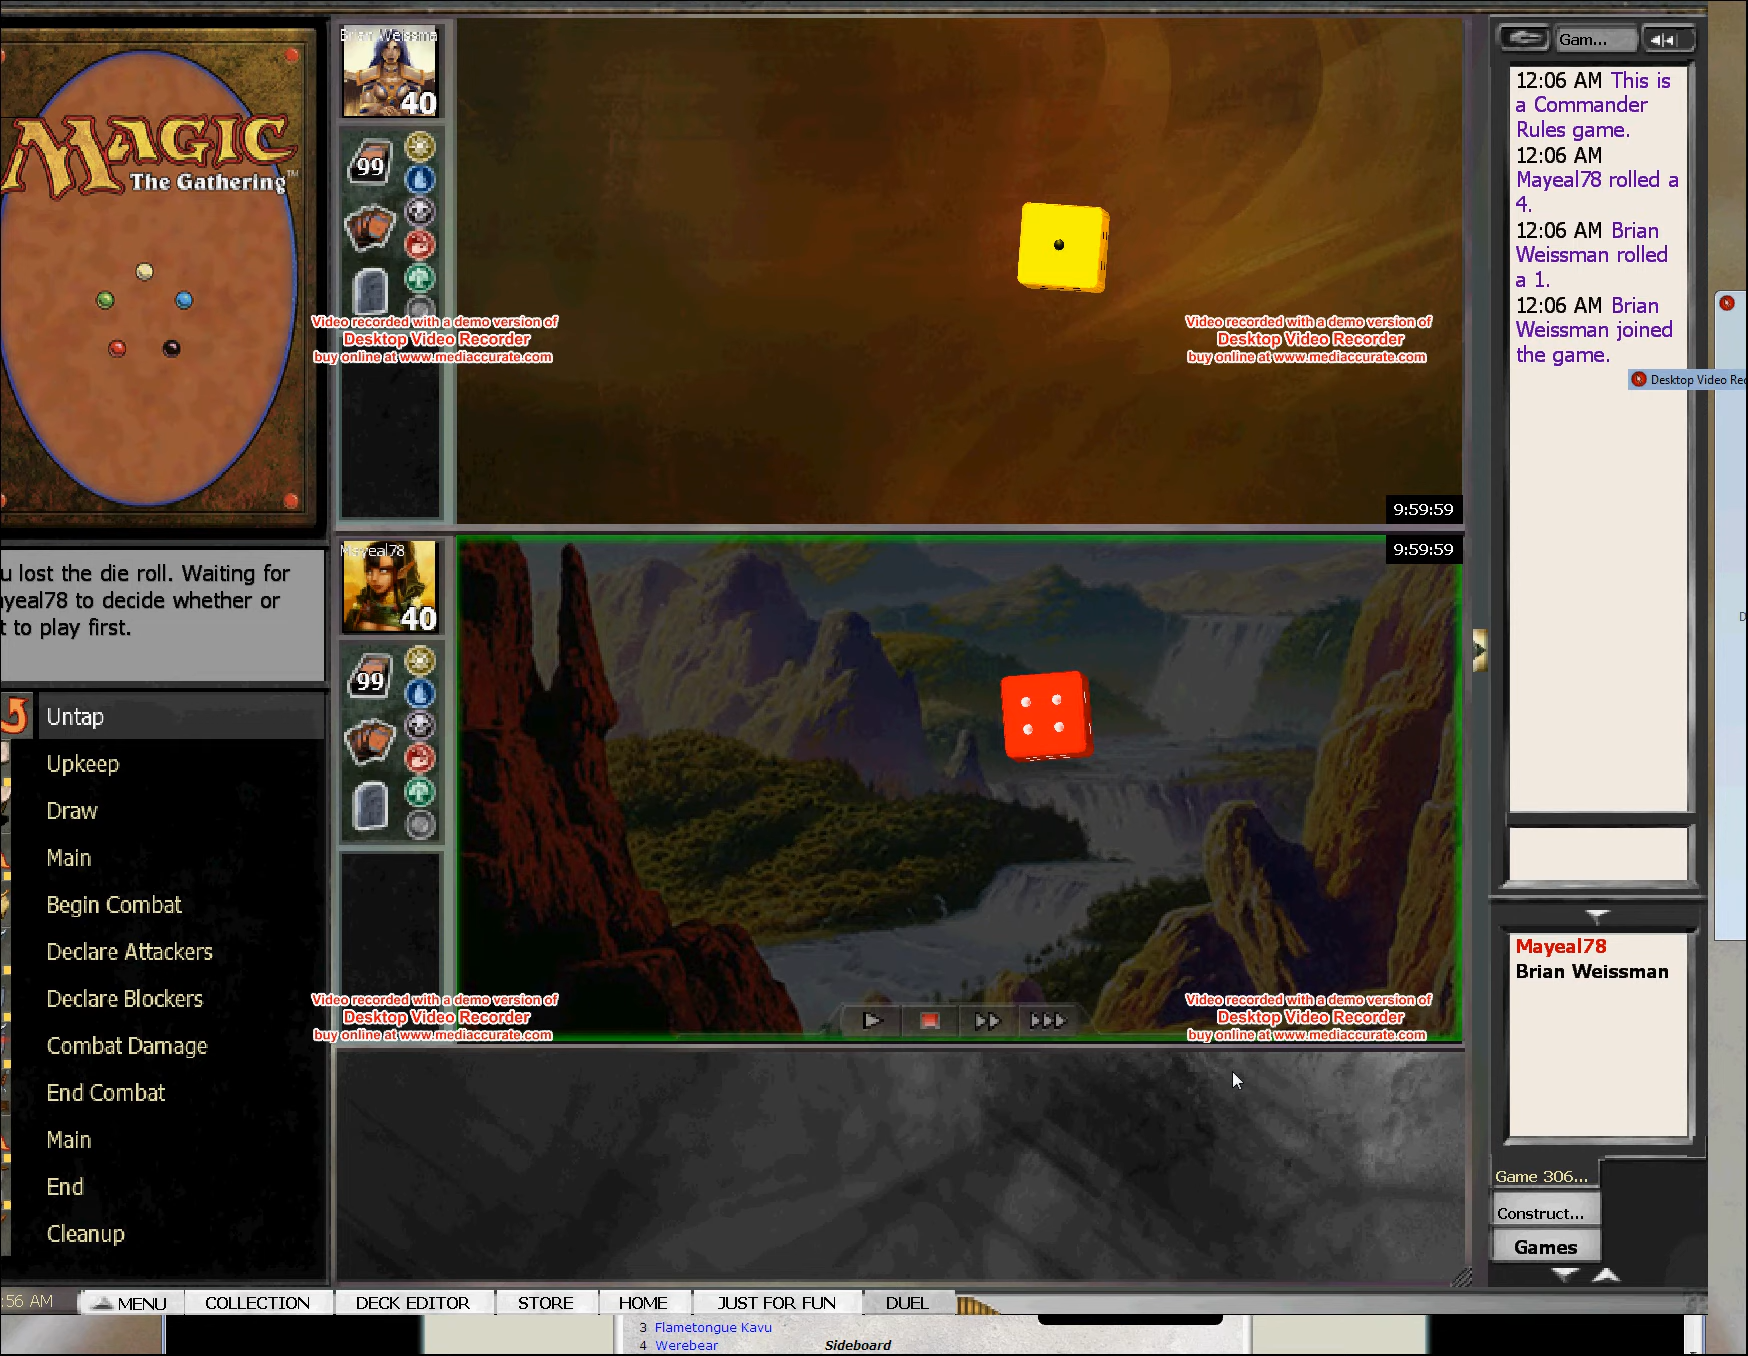 MAGIC
The Gathering™
Brian Weissma
40
99
Video recorded with a demo version of
Desktop Video Recorder
buy online at www.mediaccurate.com
Video recorded with a demo version of
Desktop Video Recorder
buy online at www.mediaccurate.com
9:59:59
Gam...
12:06 AM This is
a Commander
Rules game.
12:06 AM
Mayeal78 rolled a
4.
12:06 AM Brian
Weissman rolled
a 1.
12:06 AM Brian
Weissman joined
the game.
Desktop Video Rec
u lost the die roll. Waiting for
ayeal78 to decide whether or
t to play first.
Untap
Upkeep
Draw
Main
Begin Combat
Declare Attackers
Declare Blockers
Combat Damage
End Combat
Main
End
Cleanup
Mayeal78
40
99
9:59:59
Video recorded with a demo version of
Desktop Video Recorder
buy online at www.mediaccurate.com
Video recorded with a demo version of
Desktop Video Recorder
buy online at www.mediaccurate.com
D
Mayeal78
Brian Weissman
Game 306...
Construct...
Games
:56 AM
MENU
COLLECTION
DECK EDITOR
STORE
HOME
JUST FOR FUN
DUEL
3 Flametongue Kavu
4 Werebear
Sideboard